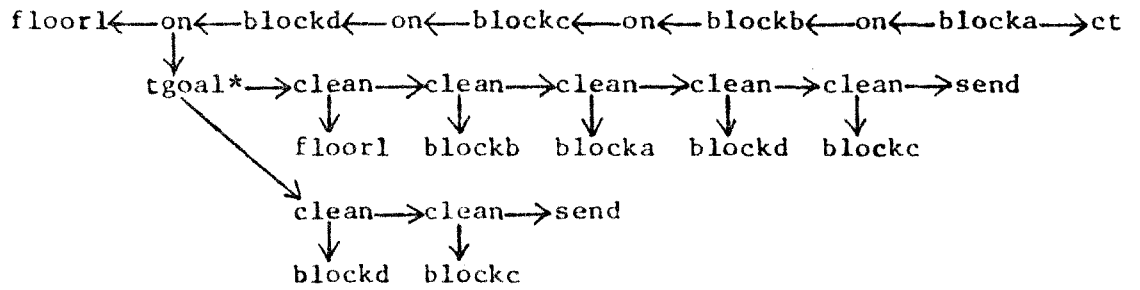 floorl←on←blockd←on←blockc←on←blockb←on←blocka→ct
tgoal*→clean→clean→clean→clean→clean→send
floorl blockb blocka blockd blockc
clean→clean→send
blockd blockc